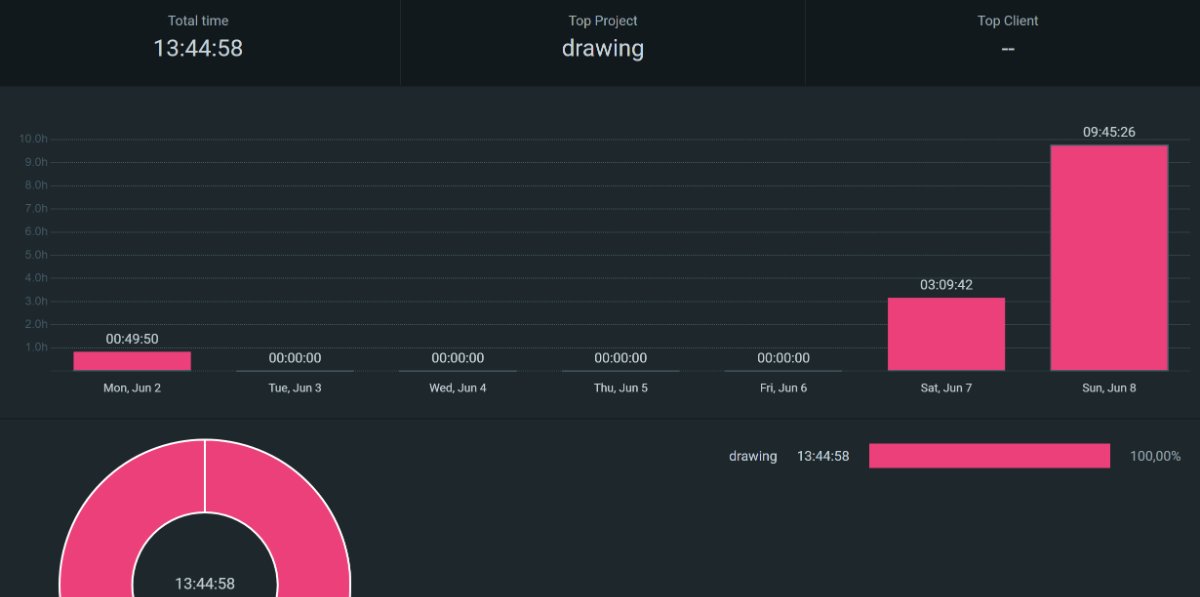 Total time
13:44:58
Top Project
drawing
Top Client
--
10.0h
9.0h
8.0h
7.0h
6.0h
5.0h
4.0h
3.0h
2.0h
1.0h
00:49:50
00:00:00
00:00:00
00:00:00
00:00:00
03:09:42
09:45:26
Mon, Jun 2
Tue, Jun 3
Wed, Jun 4
Thu, Jun 5
Fri, Jun 6
Sat, Jun 7
Sun, Jun 8
13:44:58
drawing 13:44:58 100,00%